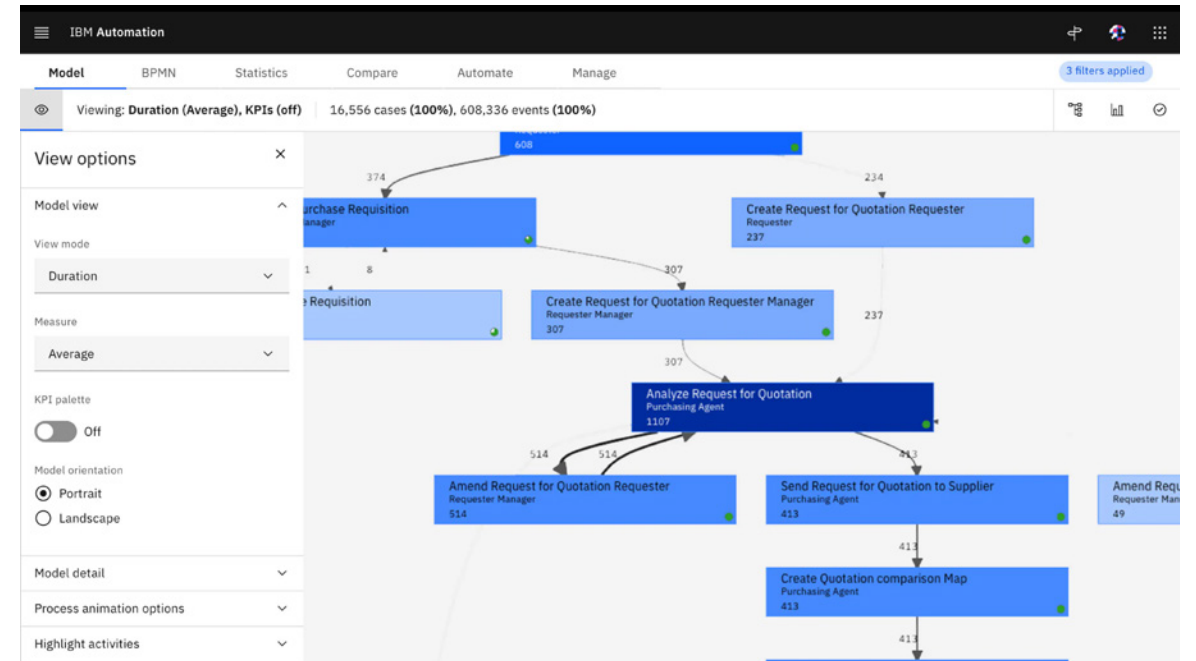 IBM Automation
Model BPMN Statistics Compare Automate Manage
3 filters applied
Viewing: Duration (Average), KPIs (off) 16,556 cases (100%), 608,336 events (100%)
View options
Model view
View mode
Duration
Measure
Average
KPI palette
Off
Model orientation
Portrait
Landscape
Model detail
Process animation options
Highlight activities
Requester
608
374
234
urchase Requisition
anager
Create Request for Quotation Requester
Requester
237
1
8
307
e Requisition
Create Request for Quotation Requester Manager
Requester Manager
307
237
307
Analyze Request for Quotation
Purchasing Agent
1107
514
514
413
Amend Request for Quotation Requester
Requester Manager
514
Send Request for Quotation to Supplier
Purchasing Agent
413
Amend Requ
Requester Man
49
413
Create Quotation comparison Map
Purchasing Agent
413
413